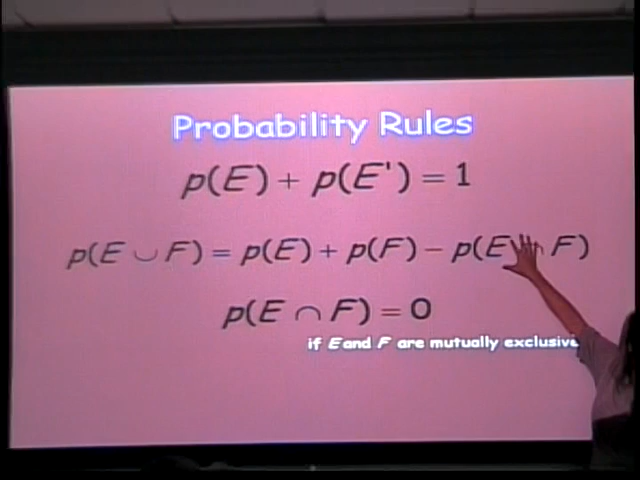 Probability Rules
p(E) + p(E') = 1
p(E ∪ F) = p(E) + p(F) − p(E ∩ F)
p(E ∩ F) = 0
if E and F are mutually exclusive